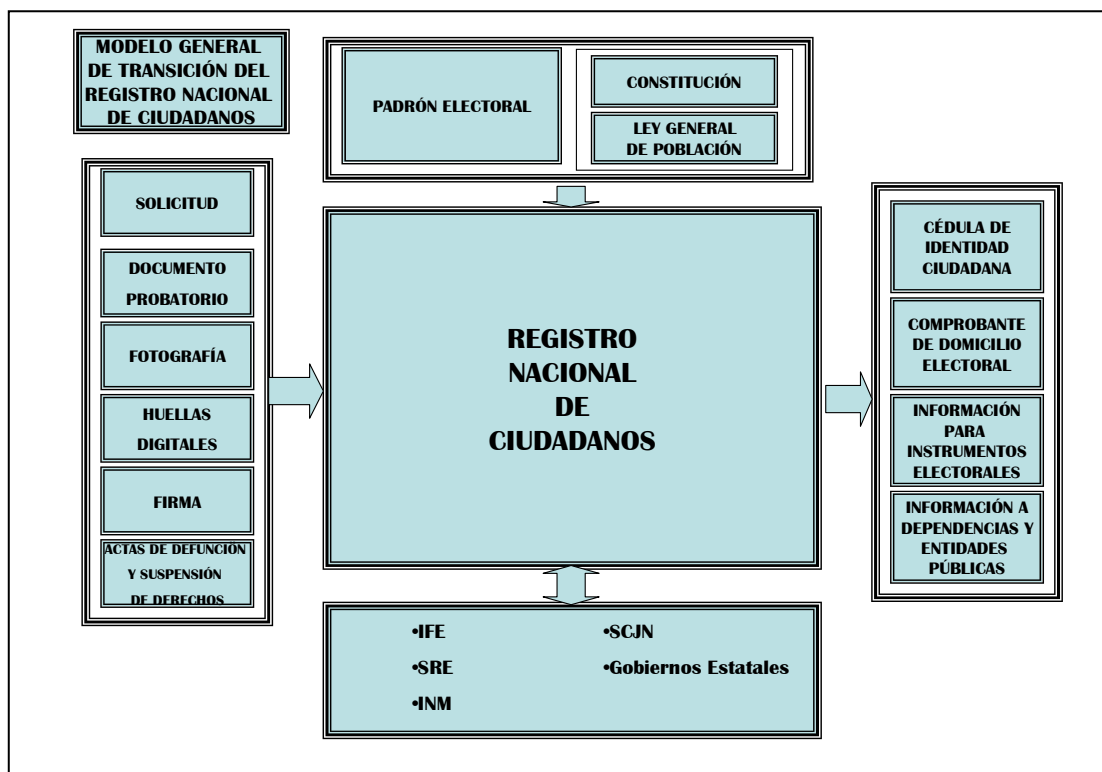 MODELO GENERAL
DE TRANSICIÓN DEL
REGISTRO NACIONAL
DE CIUDADANOS
PADRÓN ELECTORAL
CONSTITUCIÓN
LEY GENERAL
DE POBLACIÓN
SOLICITUD
DOCUMENTO
PROBATORIO
FOTOGRAFÍA
HUELLAS
DIGITALES
FIRMA
ACTAS DE DEFUNCIÓN
Y SUSPENSIÓN
DE DERECHOS
REGISTRO
NACIONAL
DE
CIUDADANOS
CÉDULA DE
IDENTIDAD
CIUDADANA
COMPROBANTE
DE DOMICILIO
ELECTORAL
INFORMACIÓN
PARA
INSTRUMENTOS
ELECTORALES
INFORMACIÓN A
DEPENDENCIAS Y
ENTIDADES
PÚBLICAS
•IFE
•SRE
•INM
•SCJN
•Gobiernos Estatales